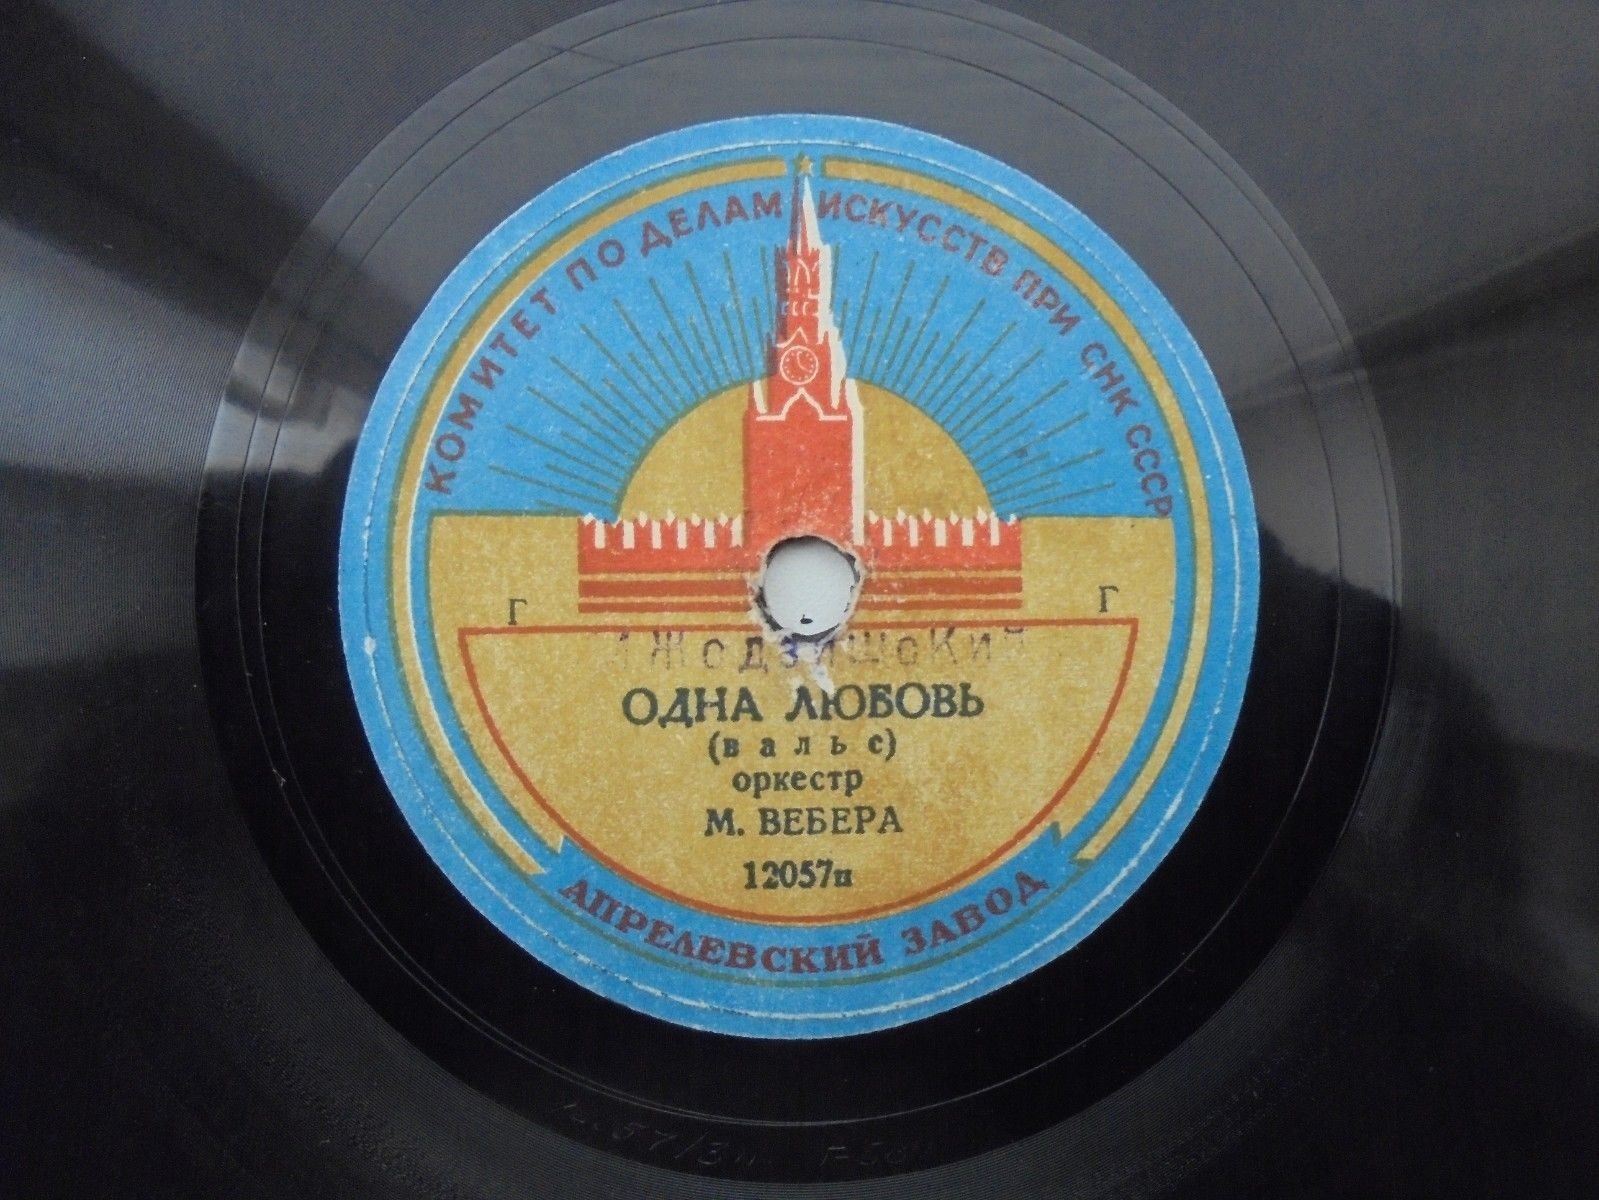 КОМИТЕТ ПО ДЕЛАМ ИСКУССТВ ПРИ СНК СССР
Г Г
ОДНА ЛЮБОВЬ
(вальс)
оркестр
М. ВЕБЕРА
12057п
АПРЕЛЕВСКИЙ ЗАВОД